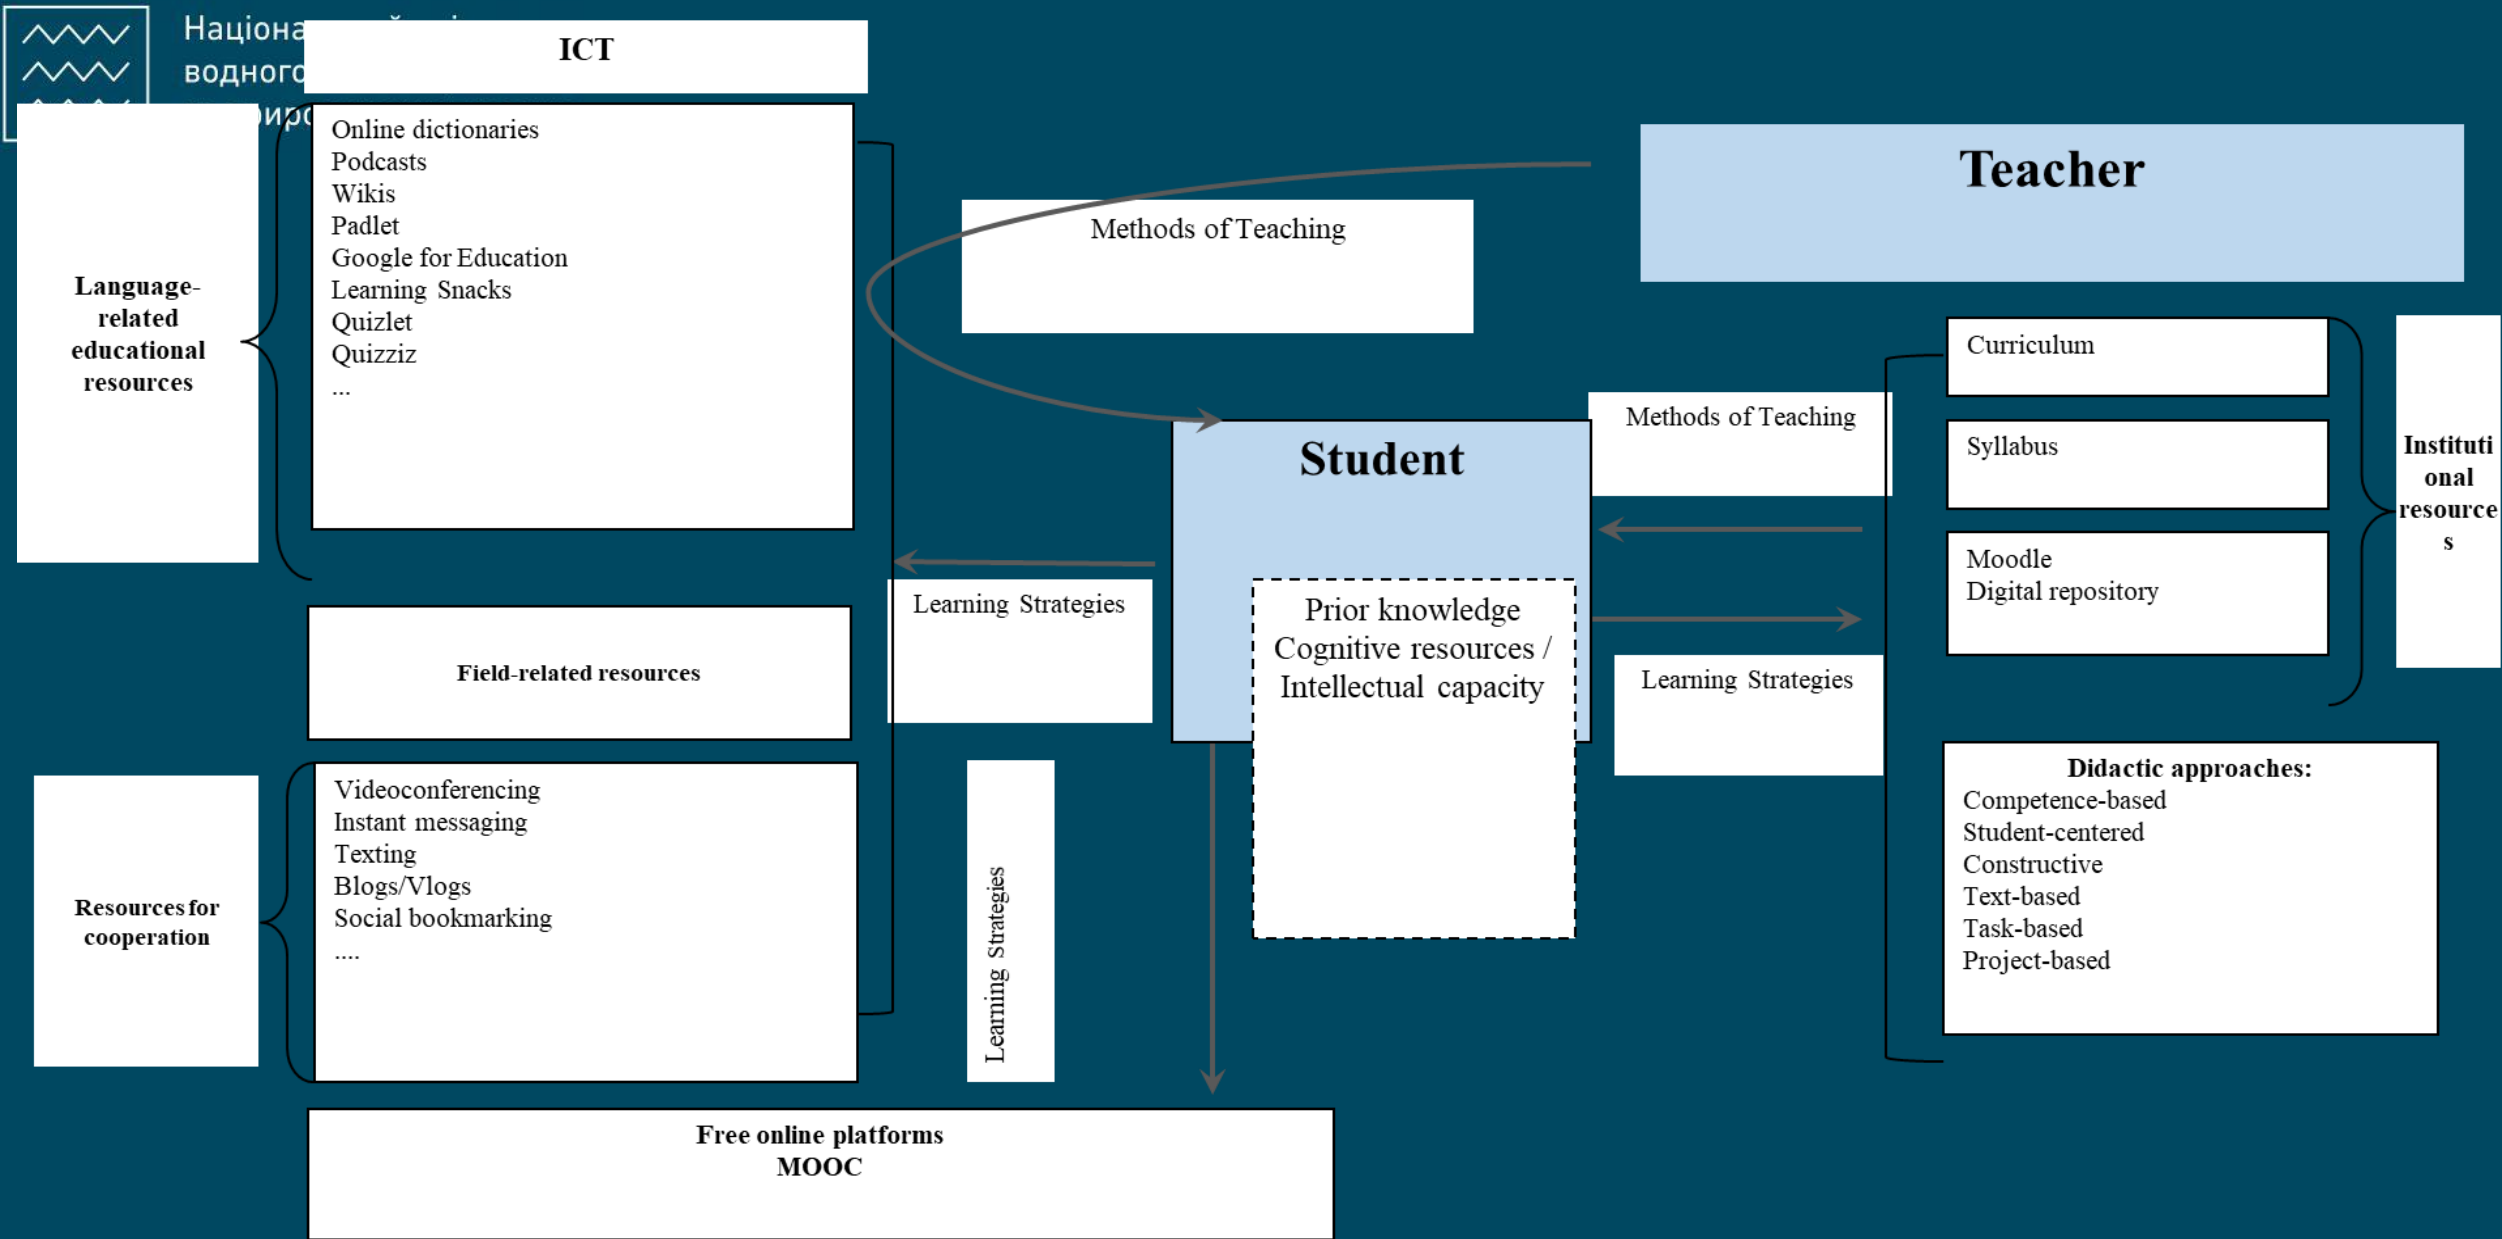 водного
ICT
Language-
related
educational
resources
Online dictionaries
Podcasts
Wikis
Padlet
Google for Education
Learning Snacks
Quizlet
Quizziz
...
Methods of Teaching
Teacher
Student
Prior knowledge
Cognitive resources /
Intellectual capacity
Methods of Teaching
Learning Strategies
Learning Strategies
Learning Strategies
Curriculum
Syllabus
Moodle
Digital repository
Instituti
onal
resource
s
Field-related resources
Resources for
cooperation
Videoconferencing
Instant messaging
Texting
Blogs/Vlogs
Social bookmarking
....
Didactic approaches:
Competence-based
Student-centered
Constructive
Text-based
Task-based
Project-based
Free online platforms
MOOC